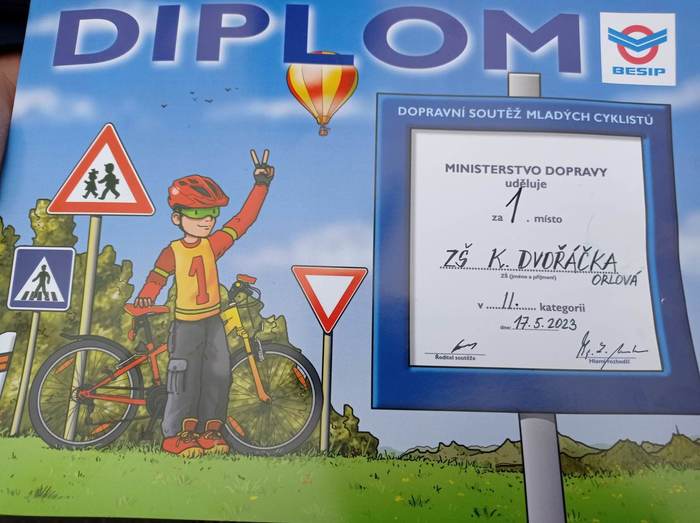 DIPLOM
BESIP
DOPRAVNÍ SOUTĚŽ MLADÝCH CYKLISTŮ
MINISTERSTVO DOPRAVY
uděluje
za 1. místo
ZŠ K. DVOŘÁČKA
ORLOVÁ
ZŠ (jméno a příjmení)
v ....II....... kategorii
dne: 17.5.2023
Ředitel soutěže
Hlavní rozhodčí
1